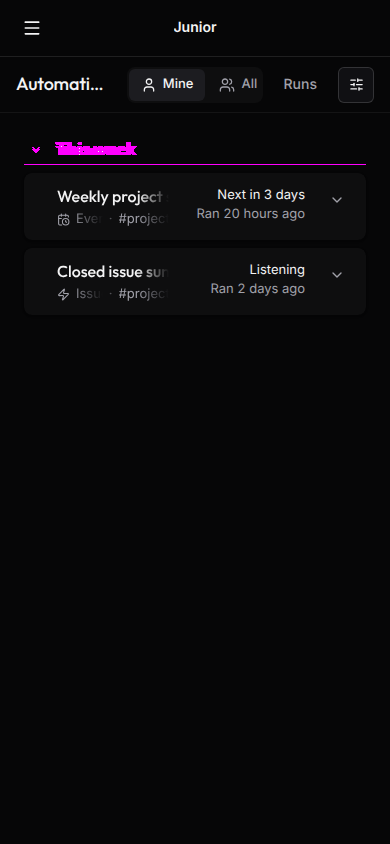 Junior
Automati... Mine All Runs
Weekly project
Next in 3 days
Eve · #projec
Ran 20 hours ago
Closed issue sum
Listening
Issu · #projec
Ran 2 days ago